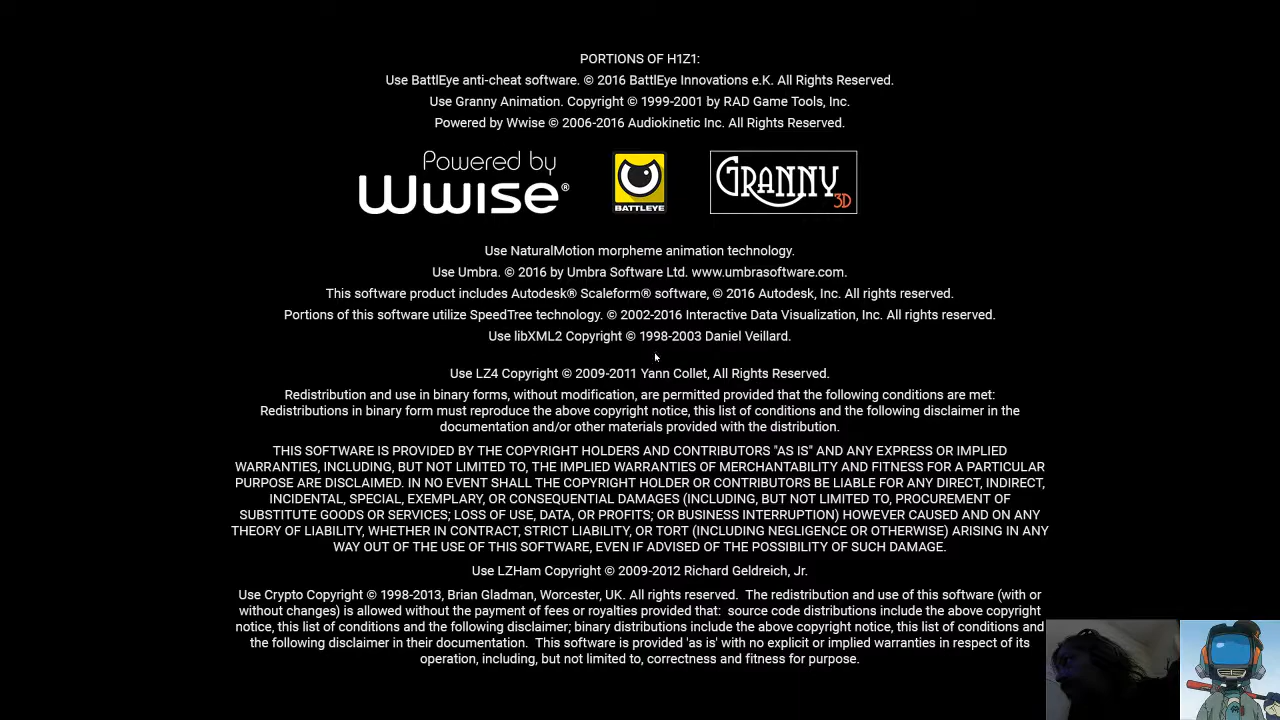 PORTIONS OF H1Z1:
Use BattlEye anti-cheat software. © 2016 BattlEye Innovations e.K. All Rights Reserved.
Use Granny Animation. Copyright © 1999-2001 by RAD Game Tools, Inc.
Powered by Wwise © 2006-2016 Audiokinetic Inc. All Rights Reserved.
Powered by
wwise®
BATTLEYE
GRANNY
3D
Use NaturalMotion morpheme animation technology.
Use Umbra. © 2016 by Umbra Software Ltd. www.umbrasoftware.com.
This software product includes Autodesk® Scaleform® software, © 2016 Autodesk, Inc. All rights reserved.
Portions of this software utilize SpeedTree technology. © 2002-2016 Interactive Data Visualization, Inc. All rights reserved.
Use libXML2 Copyright © 1998-2003 Daniel Veillard.
Use LZ4 Copyright © 2009-2011 Yann Collet, All Rights Reserved.
Redistribution and use in binary forms, without modification, are permitted provided that the following conditions are met:
Redistributions in binary form must reproduce the above copyright notice, this list of conditions and the following disclaimer in the
documentation and/or other materials provided with the distribution.
THIS SOFTWARE IS PROVIDED BY THE COPYRIGHT HOLDERS AND CONTRIBUTORS "AS IS" AND ANY EXPRESS OR IMPLIED
WARRANTIES, INCLUDING, BUT NOT LIMITED TO, THE IMPLIED WARRANTIES OF MERCHANTABILITY AND FITNESS FOR A PARTICULAR
PURPOSE ARE DISCLAIMED. IN NO EVENT SHALL THE COPYRIGHT HOLDER OR CONTRIBUTORS BE LIABLE FOR ANY DIRECT, INDIRECT,
INCIDENTAL, SPECIAL, EXEMPLARY, OR CONSEQUENTIAL DAMAGES (INCLUDING, BUT NOT LIMITED TO, PROCUREMENT OF
SUBSTITUTE GOODS OR SERVICES; LOSS OF USE, DATA, OR PROFITS; OR BUSINESS INTERRUPTION) HOWEVER CAUSED AND ON ANY
THEORY OF LIABILITY, WHETHER IN CONTRACT, STRICT LIABILITY, OR TORT (INCLUDING NEGLIGENCE OR OTHERWISE) ARISING IN ANY
WAY OUT OF THE USE OF THIS SOFTWARE, EVEN IF ADVISED OF THE POSSIBILITY OF SUCH DAMAGE.
Use LZHam Copyright © 2009-2012 Richard Geldreich, Jr.
Use Crypto Copyright © 1998-2013, Brian Gladman, Worcester, UK. All rights reserved.  The redistribution and use of this software (with or
without changes) is allowed without the payment of fees or royalties provided that:  source code distributions include the above copyright
notice, this list of conditions and the following disclaimer; binary distributions include the above copyright notice, this list of conditions and
the following disclaimer in their documentation.  This software is provided 'as is' with no explicit or implied warranties in respect of its
operation, including, but not limited to, correctness and fitness for purpose.